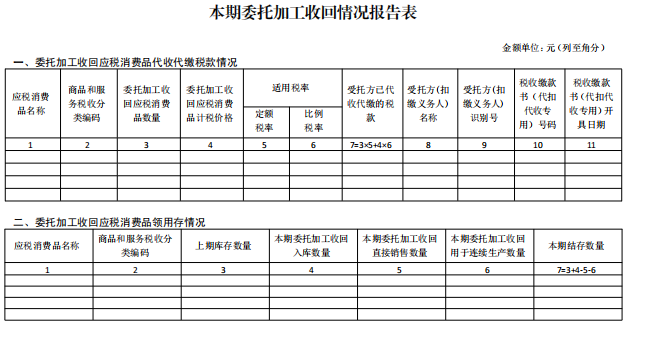 本期委托加工收回情况报告表
金额单位：元（列至角分）
一、委托加工收回应税消费品代收代缴税款情况
应税消费
品名称
商品和服
务税收分
类编码
委托加工收
回应税消费
品数量
委托加工收
回应税消费
品计税价格
适用税率
定额
税率
比例
税率
受托方已代
收代缴的税
款
受托方(扣
缴义务人)
名称
受托方(扣
缴义务人)
识别号
税收缴款
书（代扣
代收专
用）号码
税收缴款
书(代扣代
收专用)开
具日期
1 2 3 4 5 6 7=3×5+4×6 8 9 10 11
二、委托加工收回应税消费品领用存情况
应税消费品名称
商品和服务税收分
类编码
上期库存数量
本期委托加工收回
入库数量
本期委托加工收回
直接销售数量
本期委托加工收回
用于连续生产数量
本期结存数量
1 2 3 4 5 6 7=3+4-5-6